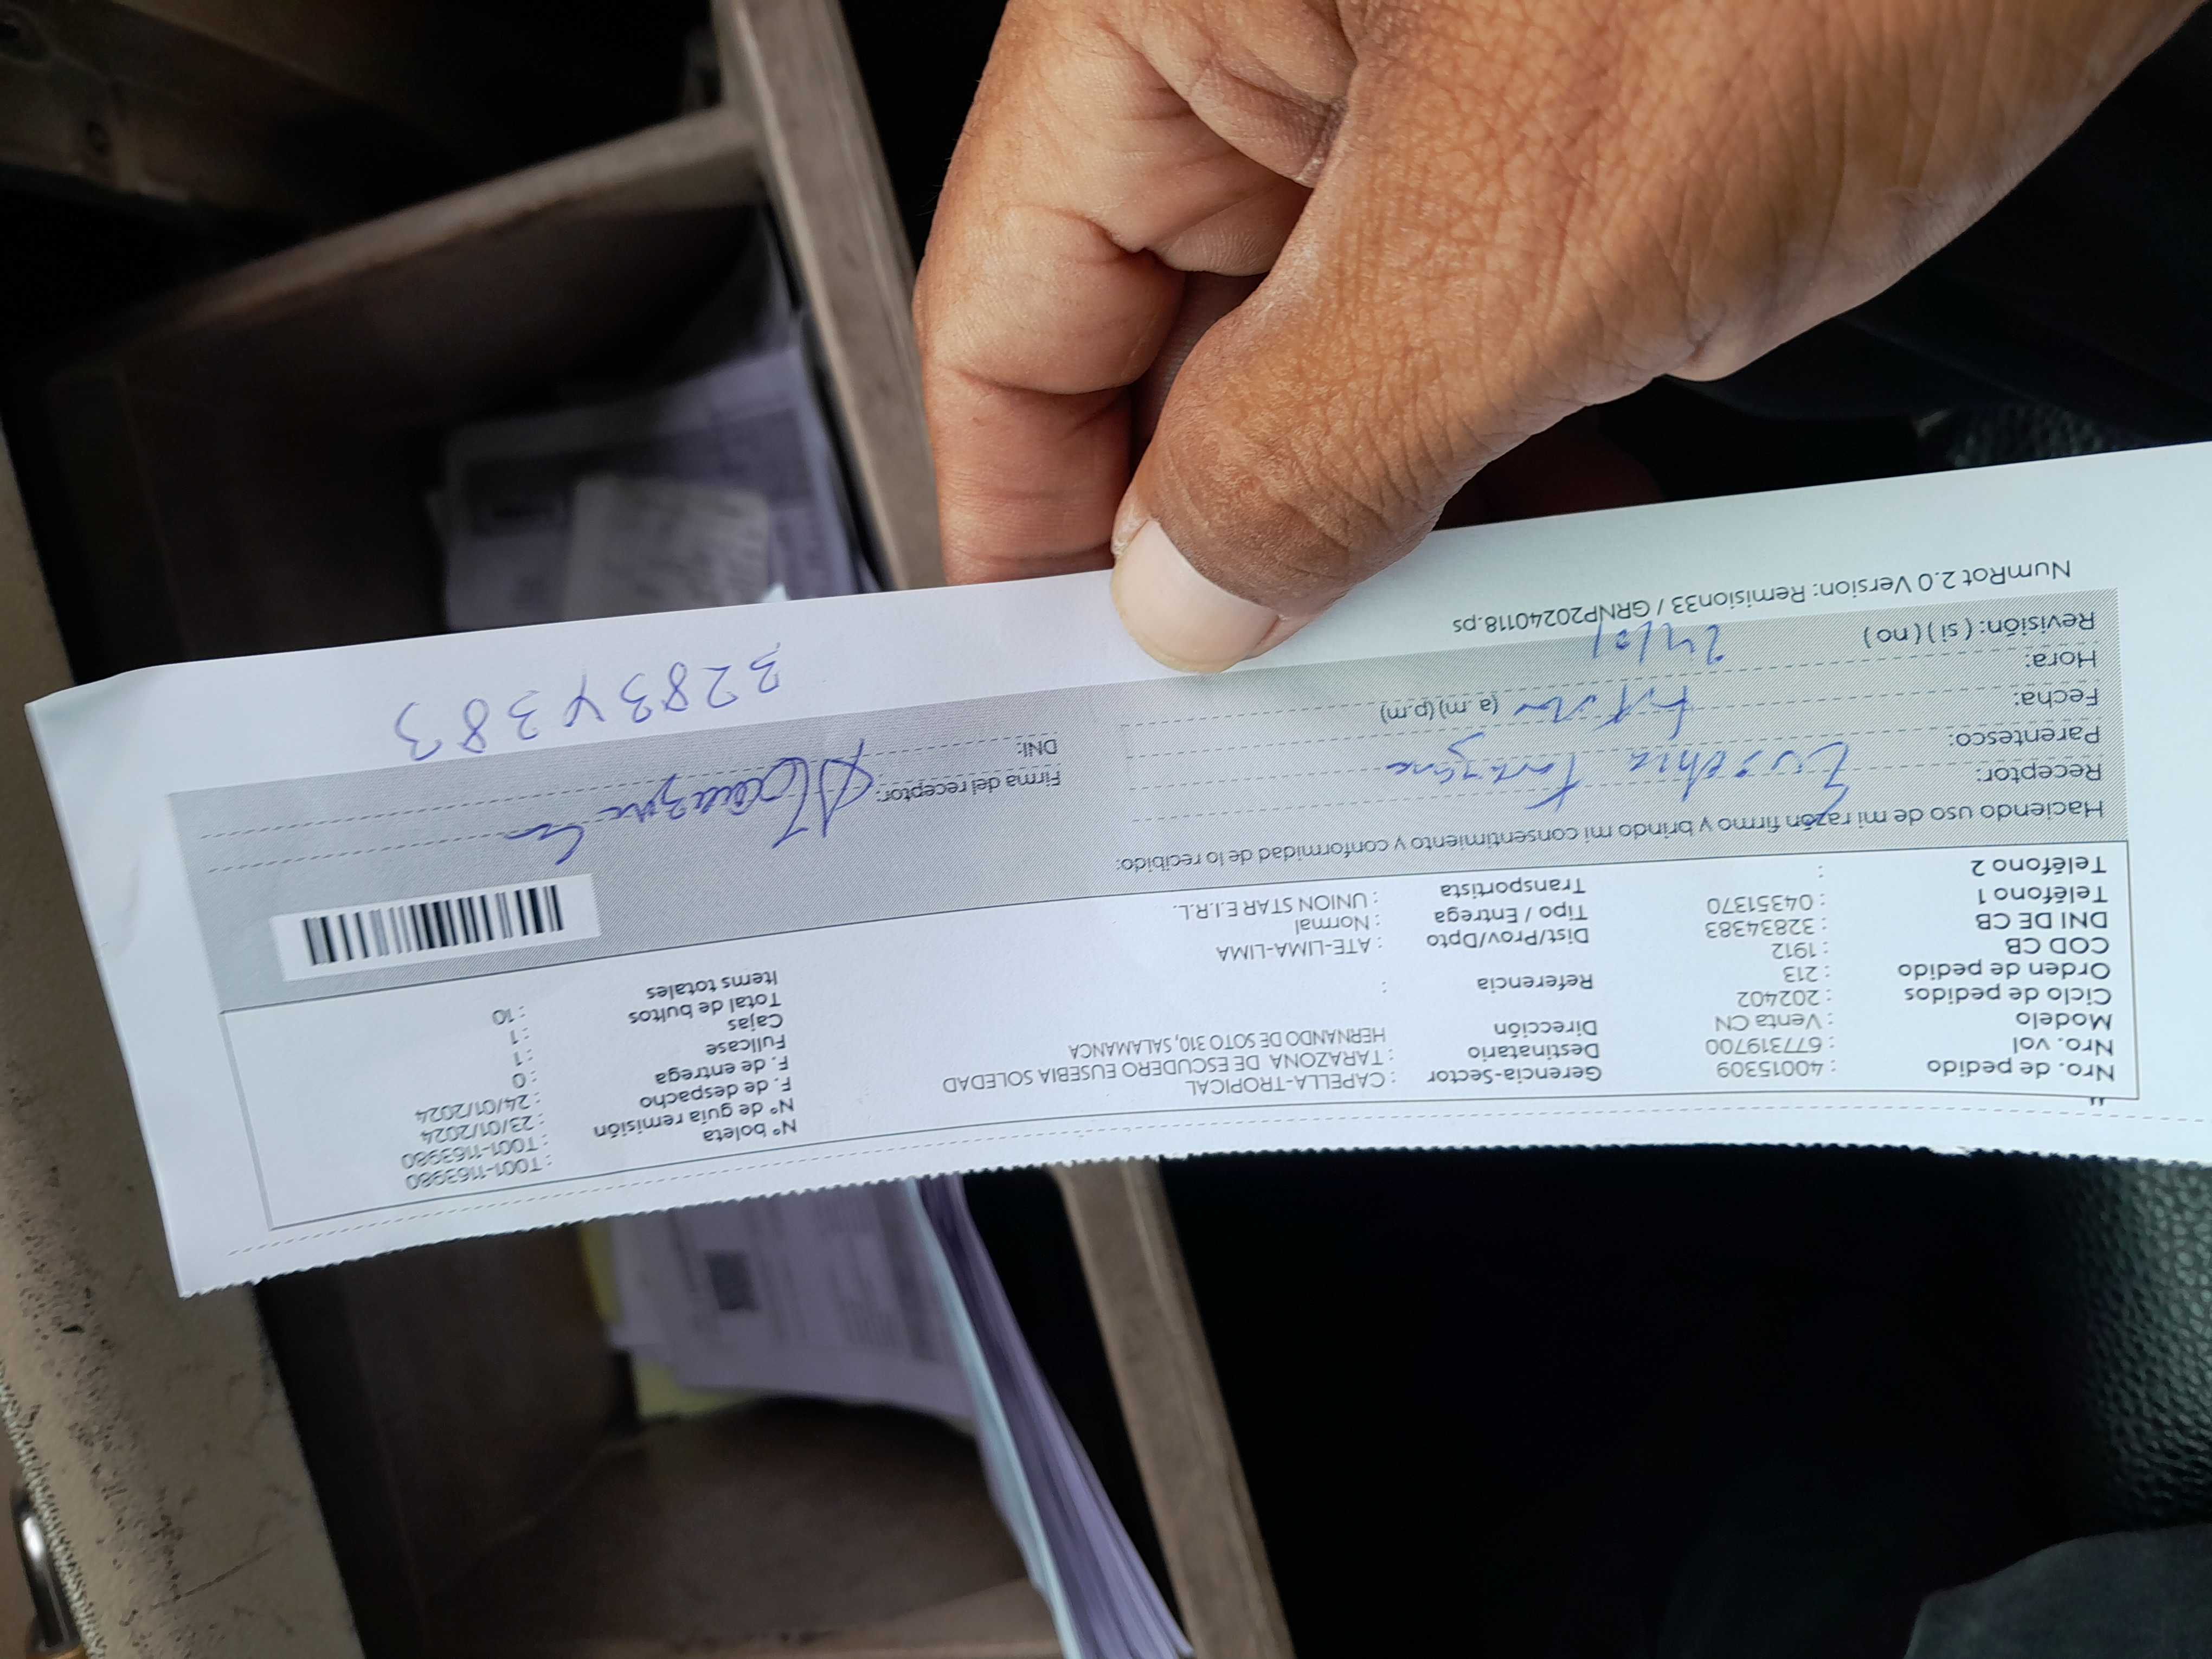 Nro. de pedido : 40015309
Nro. vol : 677319700
Modelo : Venta CN
Ciclo de pedidos : 202402
Orden de pedido : 213
COD CB : 1912
DNI DE CB : 32834383
Teléfono 1 : 04351370
Teléfono 2 :
Gerencia-Sector : CAPELLA-TROPICAL
Destinatario : TARAZONA DE ESCUDERO EUSEBIA SOLEDAD
Dirección HERNANDO DE SOTO 310, SALAMANCA
Referencia :
Dist/Prov/Dpto : ATE-LIMA-LIMA
Tipo / Entrega : Normal
Transportista : UNION STAR E.I.R.L.
N° boleta : T001-1163980
N° de guía remisión : T001-1163980
F. de despacho : 23/01/2024
F. de entrega : 24/01/2024
Fullcase : 0
Cajas : 1
Total de bultos : 1
Items totales : 10
Haciendo uso de mi razón firmo y brindo mi consentimiento y conformidad de lo recibido:
Receptor: Eusebia Tarazona
Parentesco:
Fecha:
Hora: (a .m) (p.m)
Revisión: ( si ) ( no ) 24/01
Firma del receptor:
DNI:
32834383
NumRot 2.0 Version: Remision33 / GRNP20240118.ps